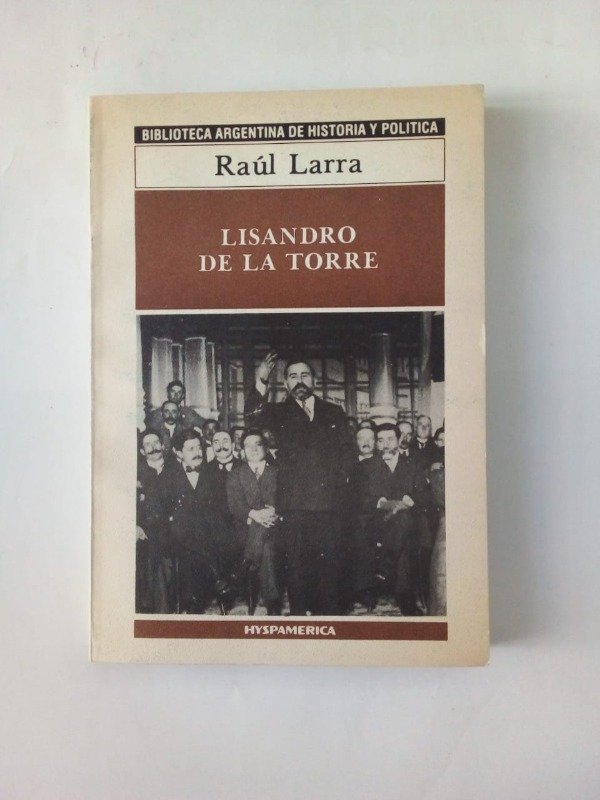 BIBLIOTECA ARGENTINA DE HISTORIA Y POLITICA
Raúl Larra
LISANDRO
DE LA TORRE
HYSPAMERICA